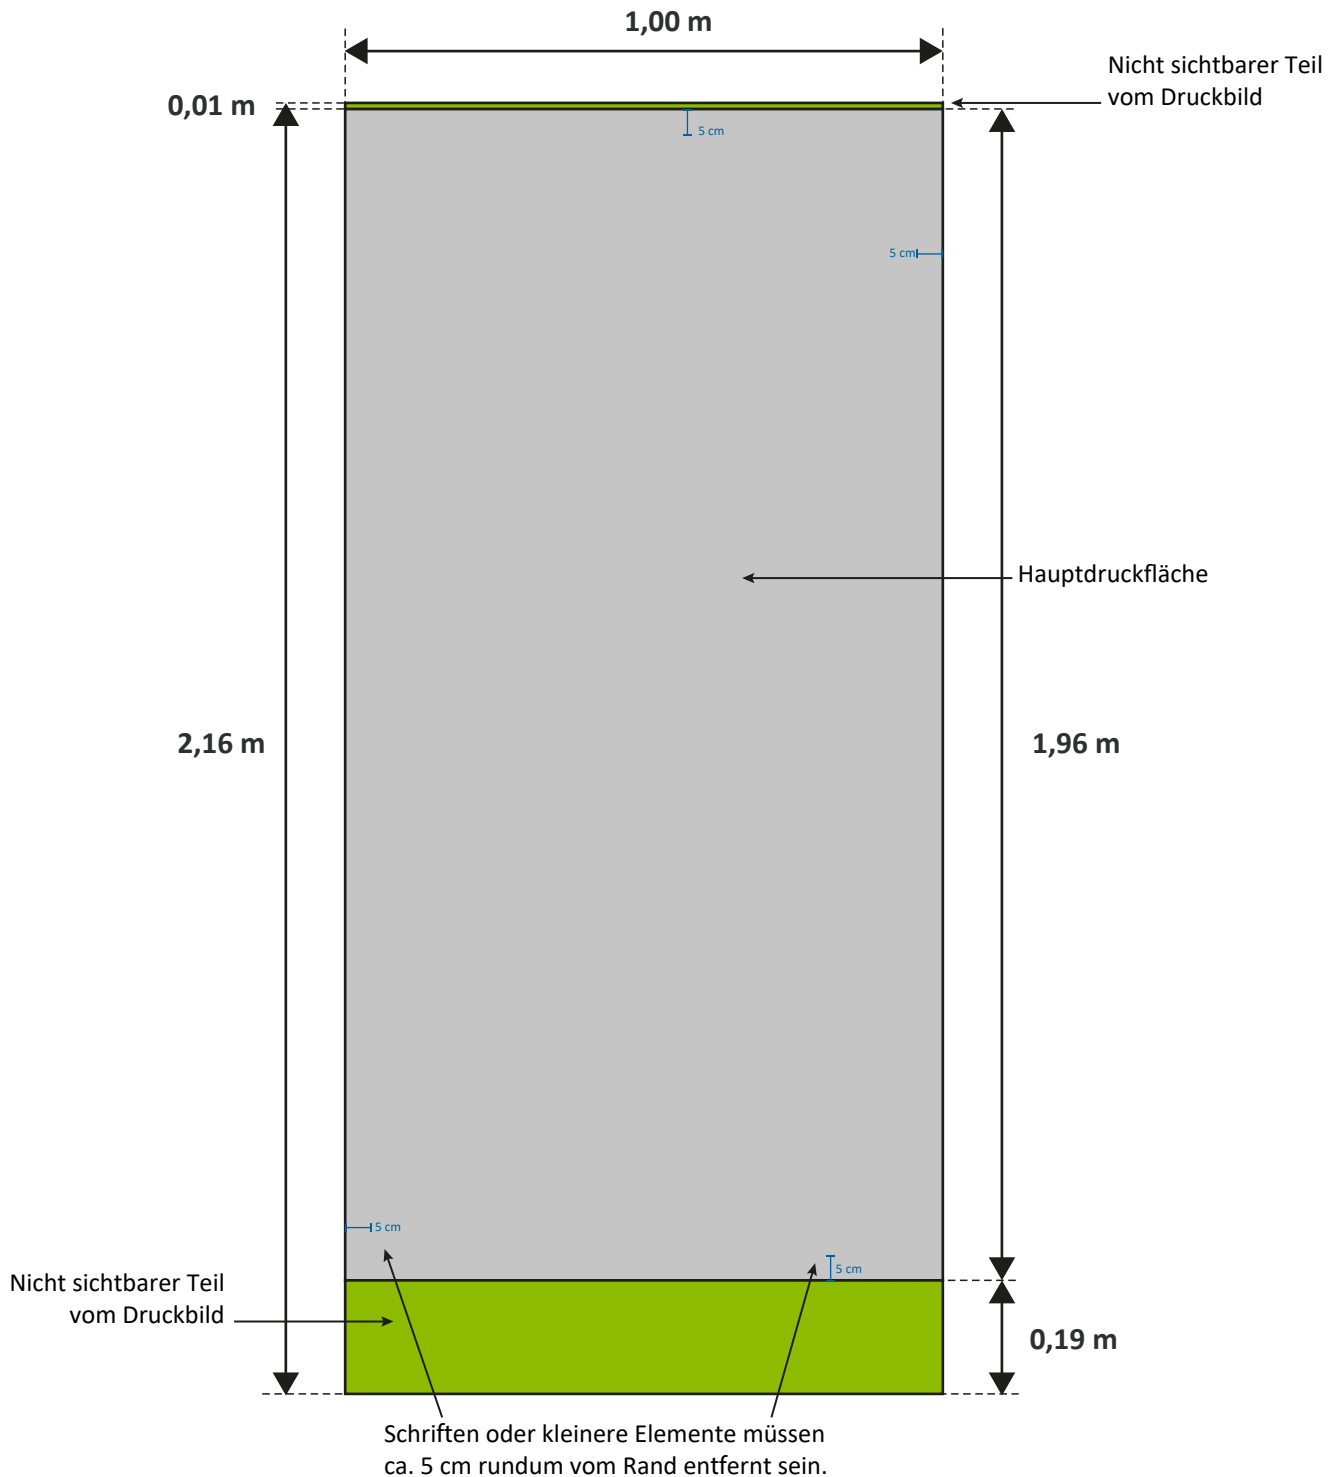 1,00 m
Nicht sichtbarer Teil
vom Druckbild
0,01 m
5 cm
5 cm
Hauptdruckfläche
2,16 m
1,96 m
5 cm
5 cm
Nicht sichtbarer Teil
vom Druckbild
0,19 m
Schriften oder kleinere Elemente müssen
ca. 5 cm rundum vom Rand entfernt sein.